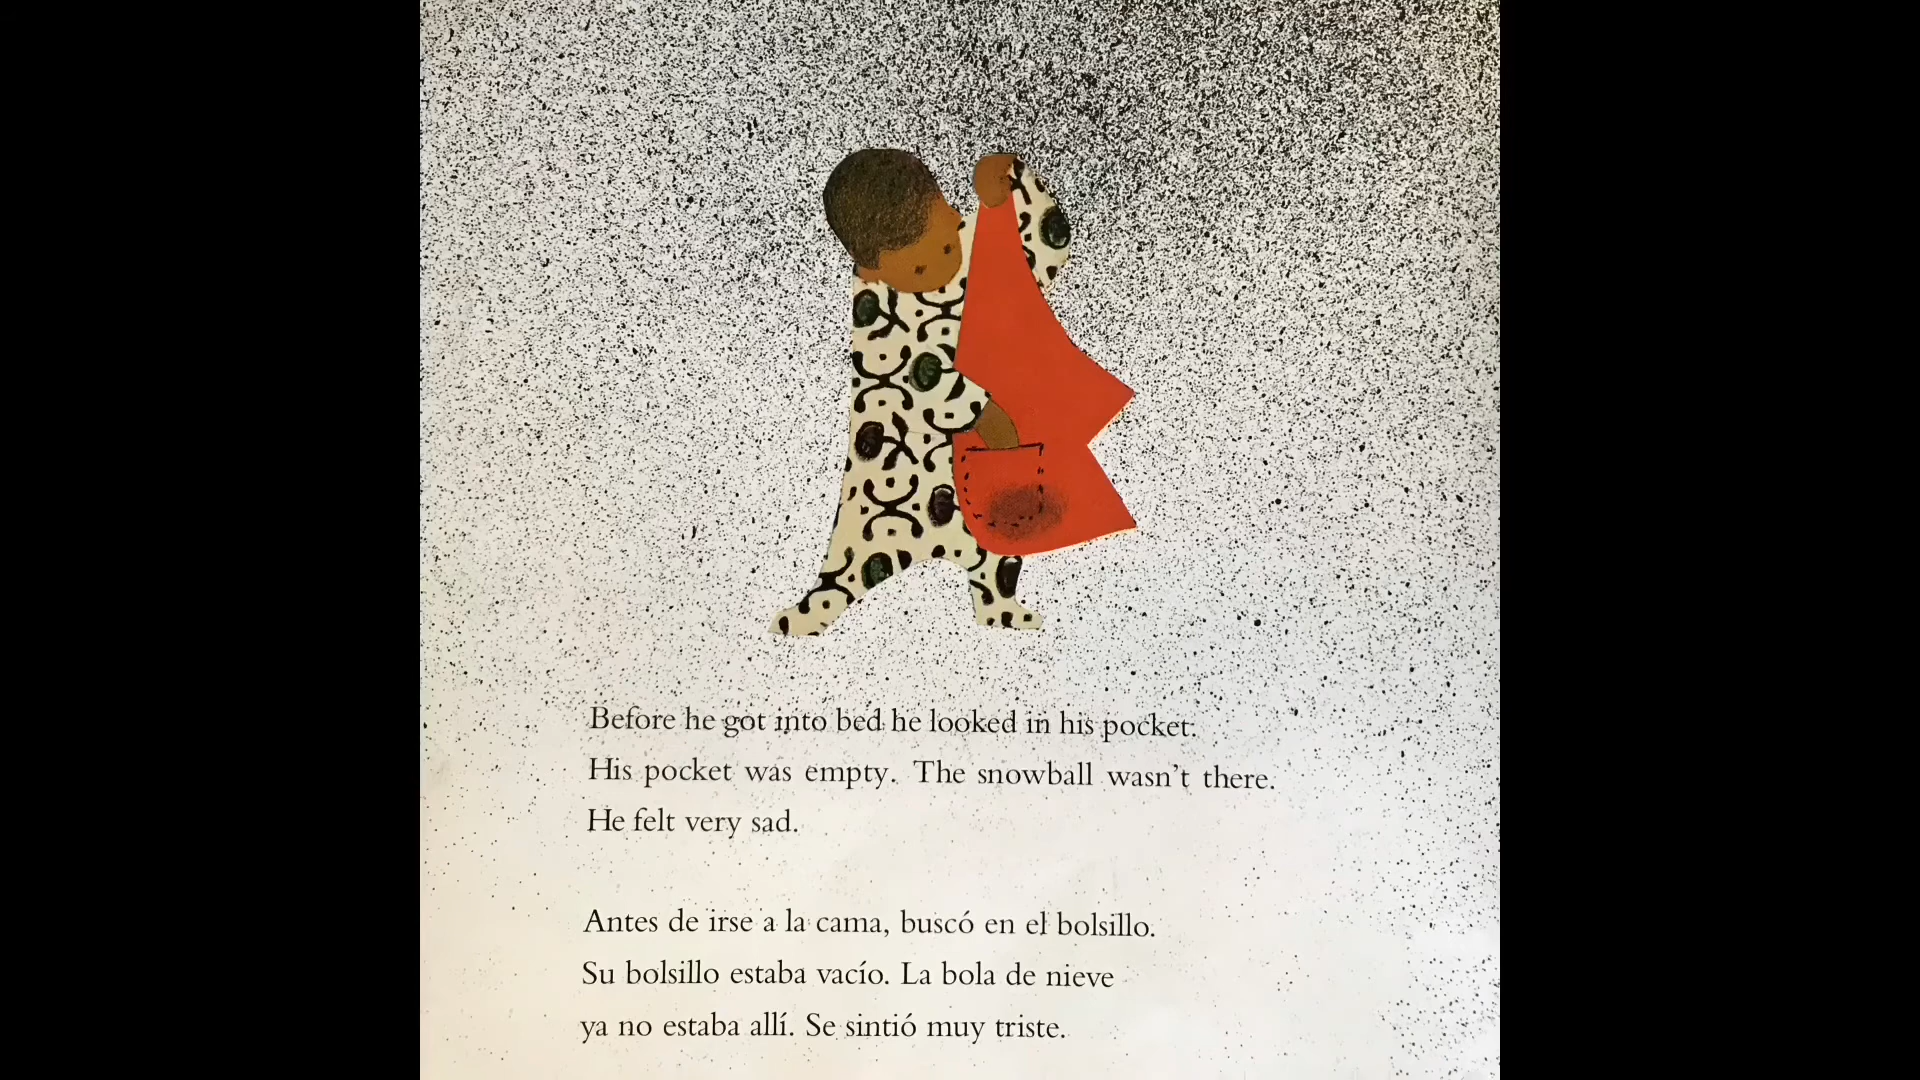 Before he got into bed he looked in his pocket.
His pocket was empty. The snowball wasn't there.
He felt very sad.
Antes de irse a la cama, buscó en el bolsillo.
Su bolsillo estaba vacío. La bola de nieve
ya no estaba allí. Se sintió muy triste.